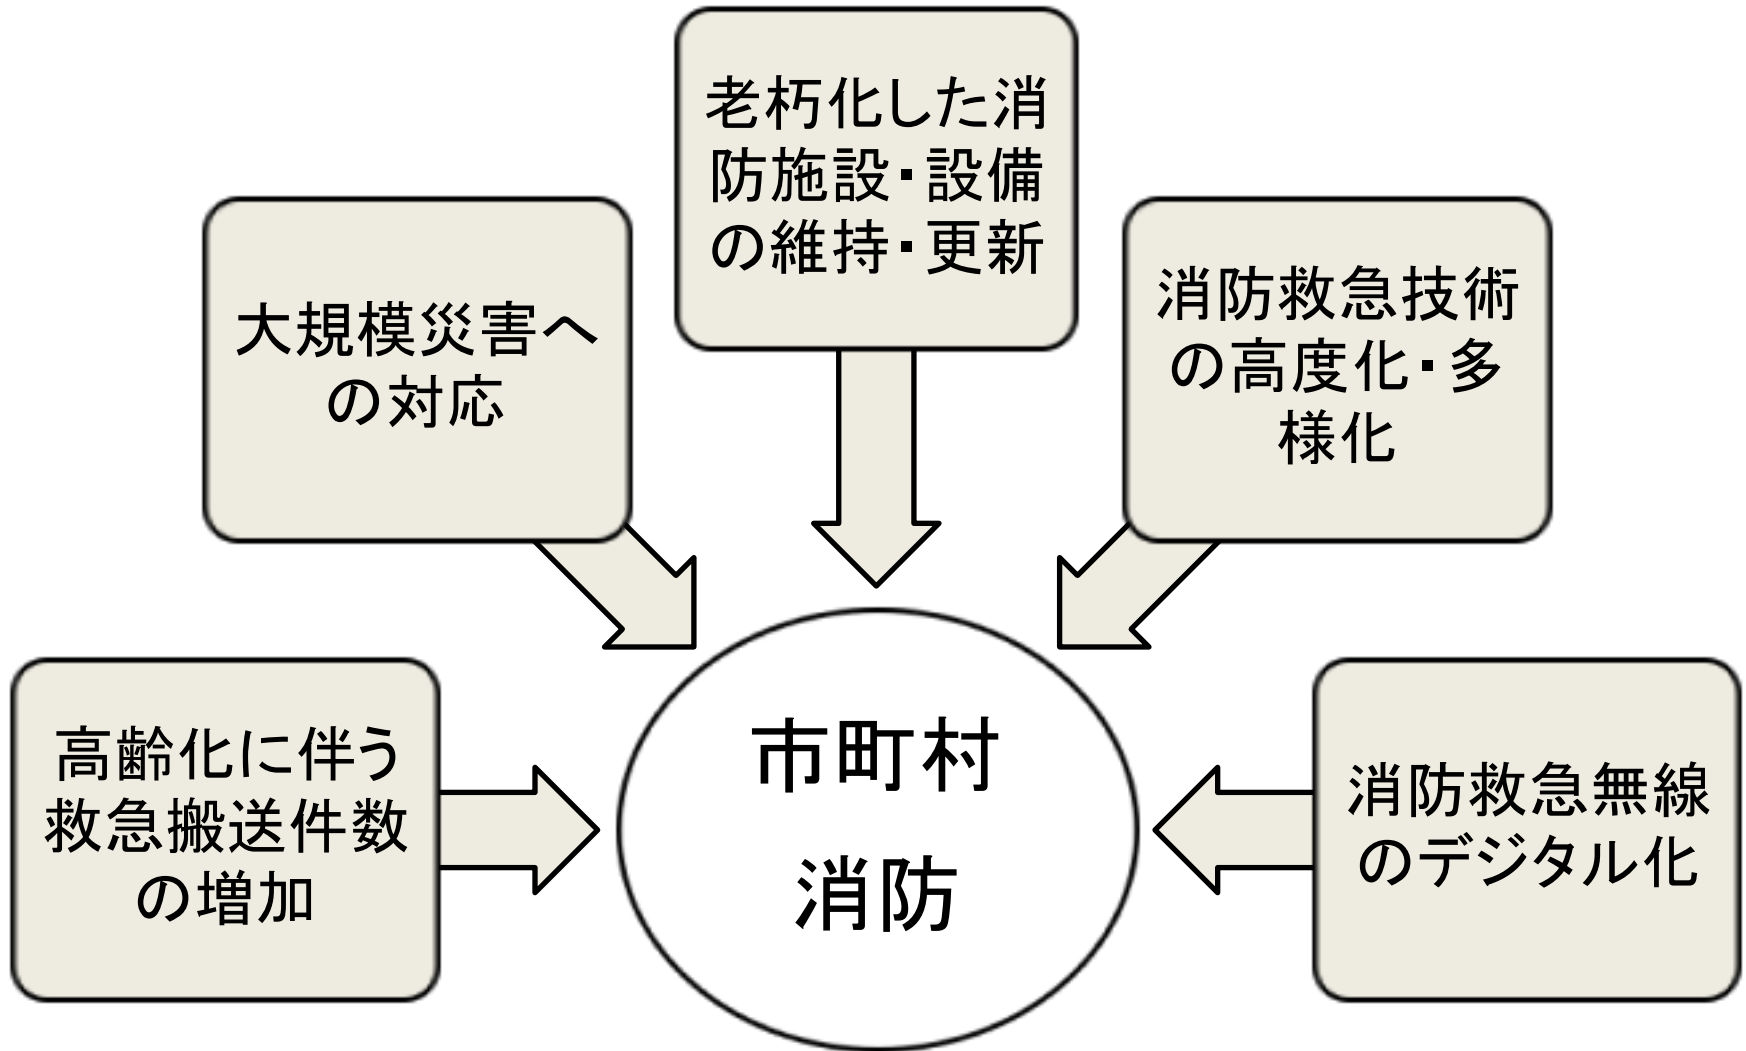 老朽化した消
防施設・設備
の維持・更新
大規模災害へ
の対応
消防救急技術
の高度化・多
様化
高齢化に伴う
救急搬送件数
の増加
市町村
消防
消防救急無線
のデジタル化